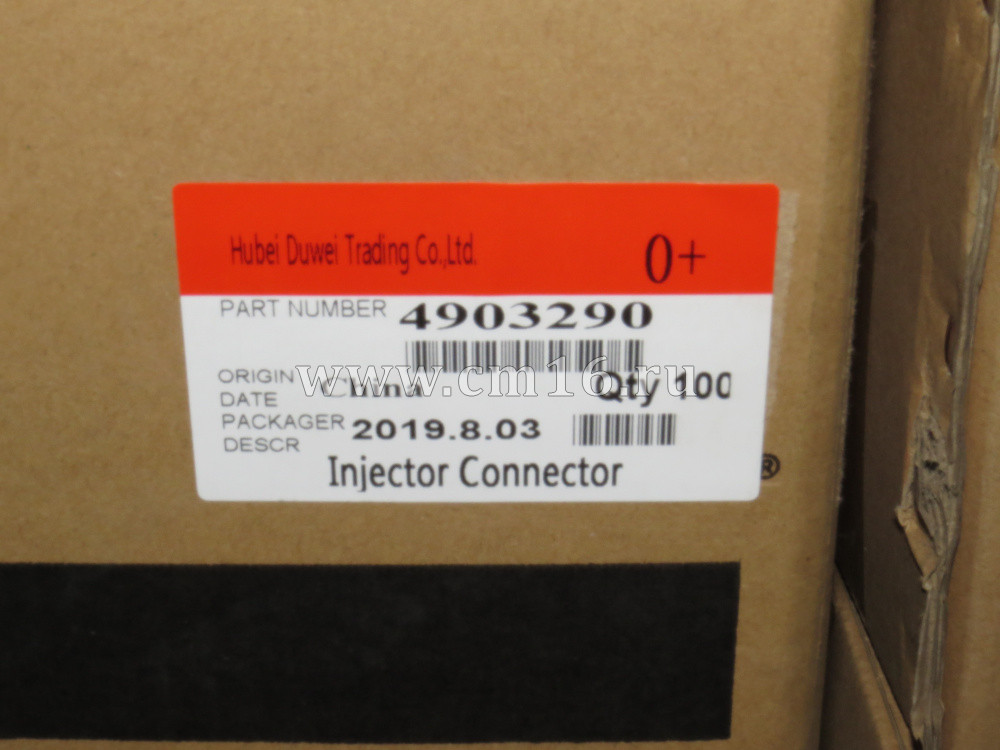 Hubei Duwei Trading Co.,Ltd. 0+
PART NUMBER 4903290
www.cm16.ru
ORIGIN China Qty 100
DATE
PACKAGER 2019.8.03
DESCR
Injector Connector
®